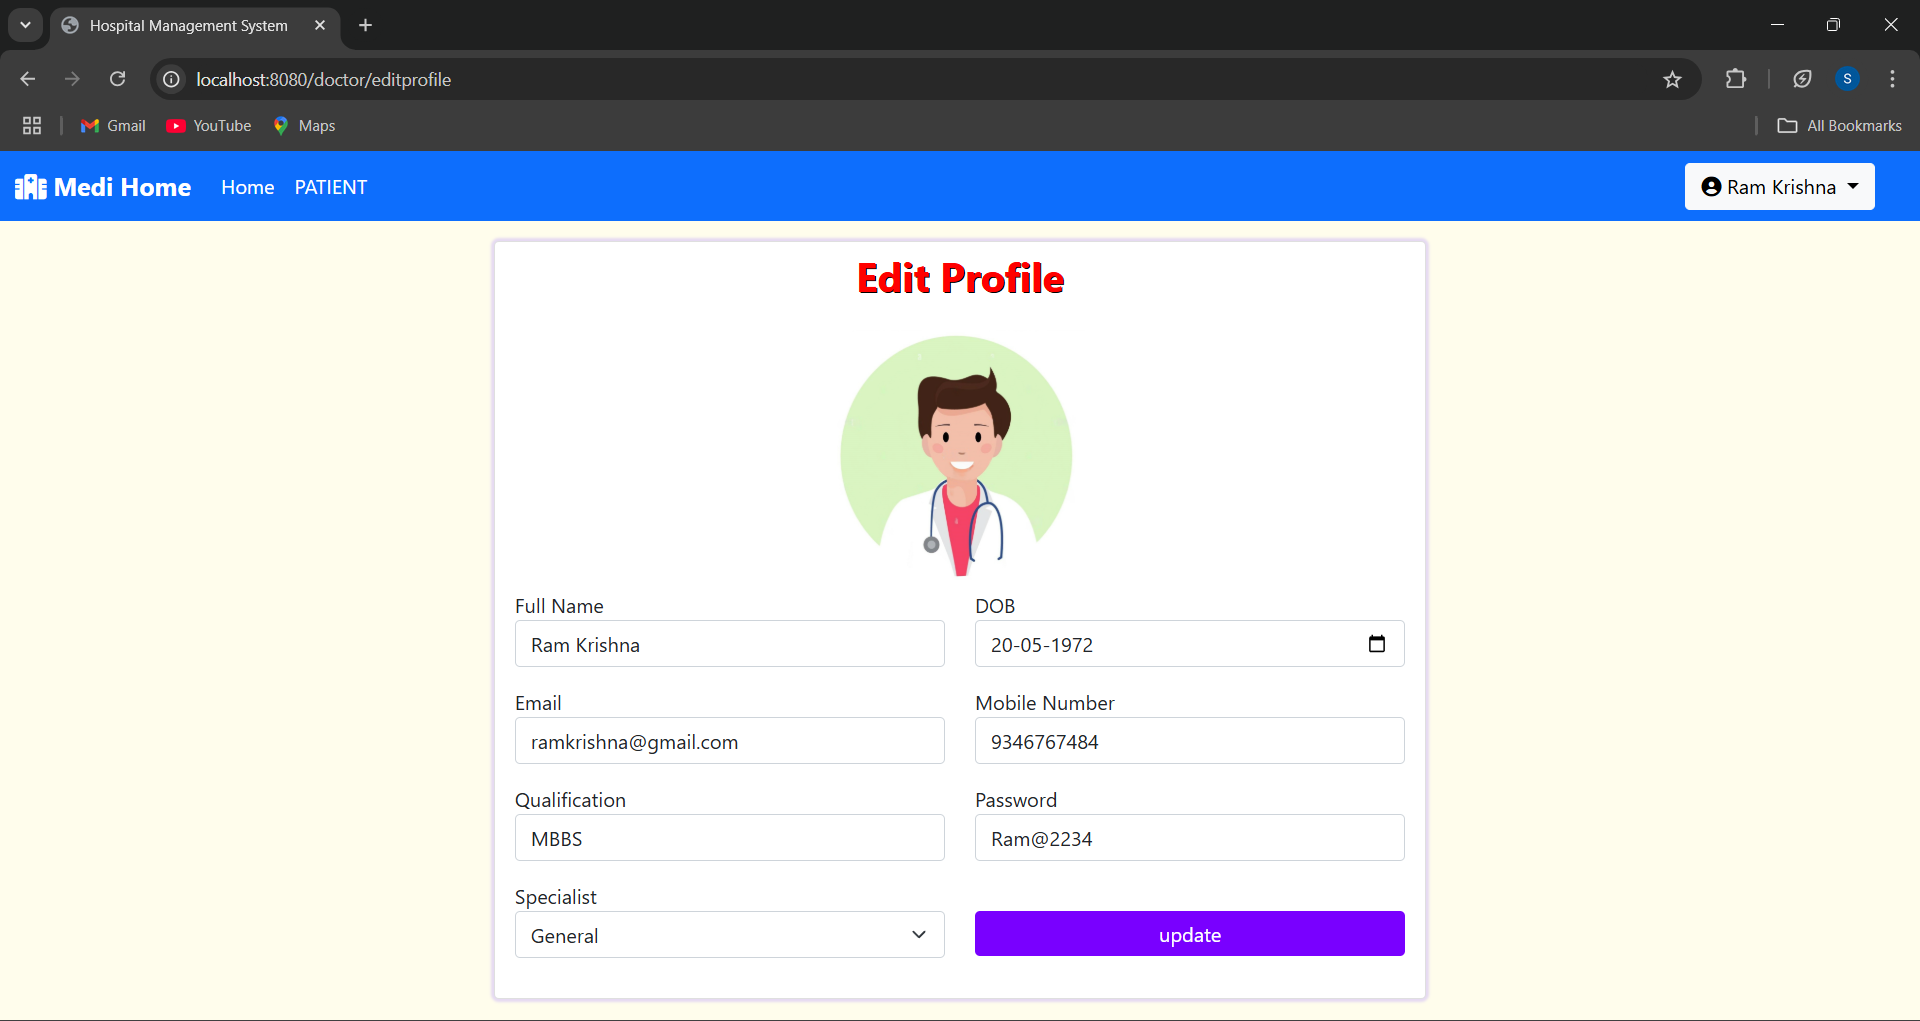 Hospital Management System
localhost:8080/doctor/editprofile
S
Gmail YouTube Maps All Bookmarks
Medi Home Home PATIENT Ram Krishna
Edit Profile
Full Name DOB
Ram Krishna 20-05-1972
Email Mobile Number
ramkrishna@gmail.com 9346767484
Qualification Password
MBBS Ram@2234
Specialist
General update